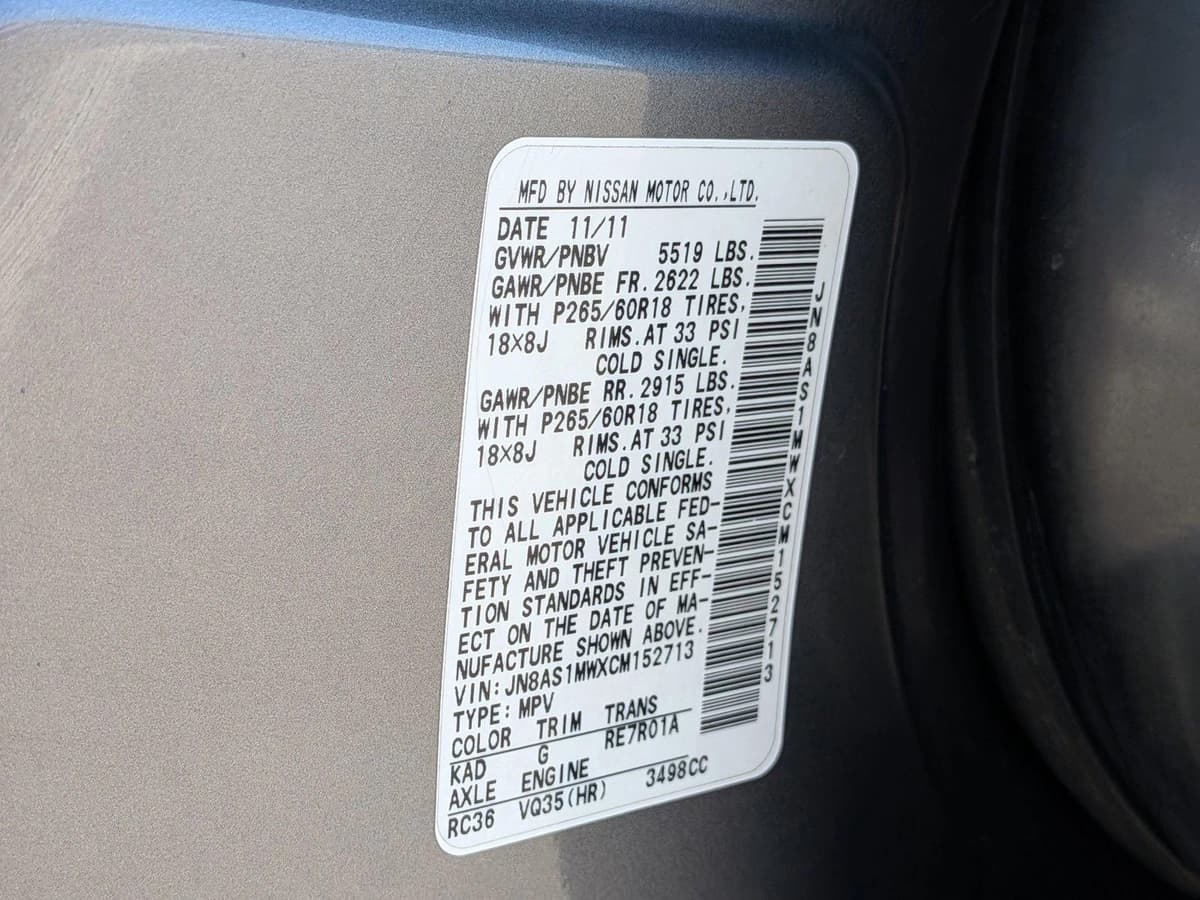 MFD BY NISSAN MOTOR CO.,LTD.
DATE 11/11
GVWR/PNBV 5519 LBS.
GAWR/PNBE FR. 2622 LBS.
WITH P265/60R18 TIRES,
18×8J RIMS. AT 33 PSI
COLD SINGLE.
GAWR/PNBE RR. 2915 LBS.
WITH P265/60R18 TIRES,
18×8J RIMS. AT 33 PSI
COLD SINGLE.
THIS VEHICLE CONFORMS
TO ALL APPLICABLE FED-
ERAL MOTOR VEHICLE SA-
FETY AND THEFT PREVEN-
TION STANDARDS IN EFF-
ECT ON THE DATE OF MA-
NUFACTURE SHOWN ABOVE.
VIN: JN8AS1MWXCM152713
TYPE: MPV
COLOR TRIM TRANS
KAD G RE7R01A
AXLE ENGINE
RC36 VQ35(HR) 3498CC
JN8AS1MWXCM152713